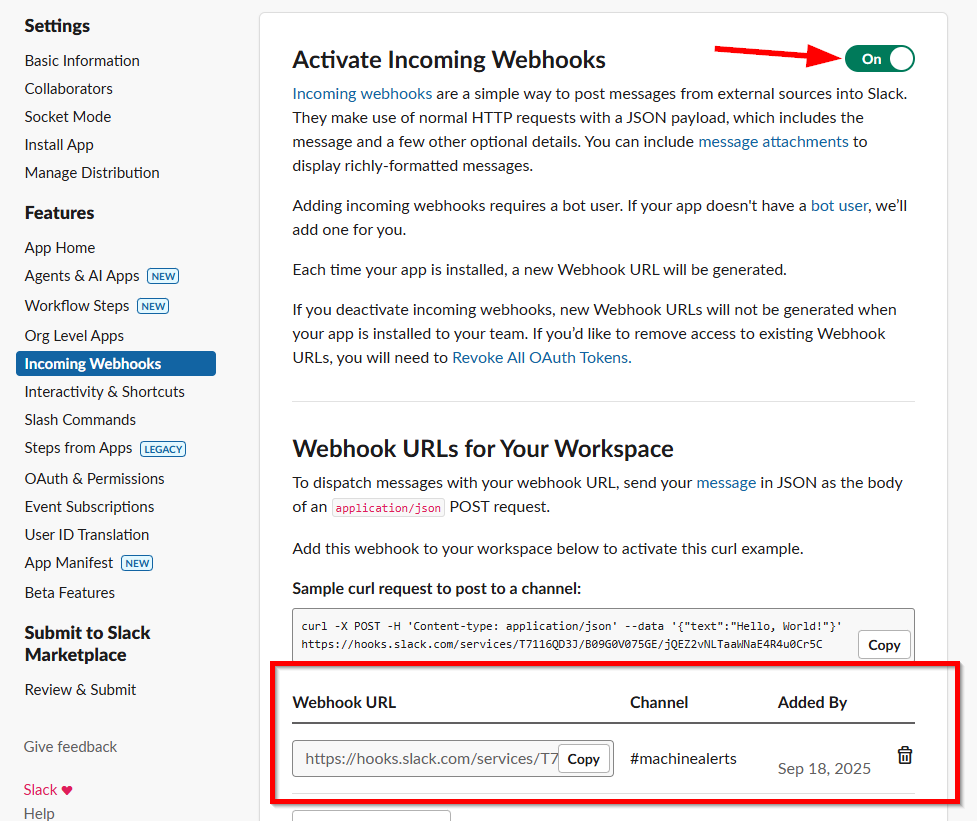 Settings
Basic Information
Collaborators
Socket Mode
Install App
Manage Distribution
Features
App Home
Agents & AI Apps NEW
Workflow Steps NEW
Org Level Apps
Incoming Webhooks
Interactivity & Shortcuts
Slash Commands
Steps from Apps LEGACY
OAuth & Permissions
Event Subscriptions
User ID Translation
App Manifest NEW
Beta Features
Submit to Slack
Marketplace
Review & Submit
Give feedback
Slack ♥
Help
Activate Incoming Webhooks
On
Incoming webhooks are a simple way to post messages from external sources into Slack.
They make use of normal HTTP requests with a JSON payload, which includes the
message and a few other optional details. You can include message attachments to
display richly-formatted messages.
Adding incoming webhooks requires a bot user. If your app doesn't have a bot user, we’ll
add one for you.
Each time your app is installed, a new Webhook URL will be generated.
If you deactivate incoming webhooks, new Webhook URLs will not be generated when
your app is installed to your team. If you’d like to remove access to existing Webhook
URLs, you will need to Revoke All OAuth Tokens.
Webhook URLs for Your Workspace
To dispatch messages with your webhook URL, send your message in JSON as the body
of an application/json POST request.
Add this webhook to your workspace below to activate this curl example.
Sample curl request to post to a channel:
curl -X POST -H 'Content-type: application/json' --data '{"text":"Hello, World!"}'
https://hooks.slack.com/services/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
Copy
Webhook URL Channel Added By
https://hooks.slack.com/services/T7 Copy #machinealerts Sep 18, 2025